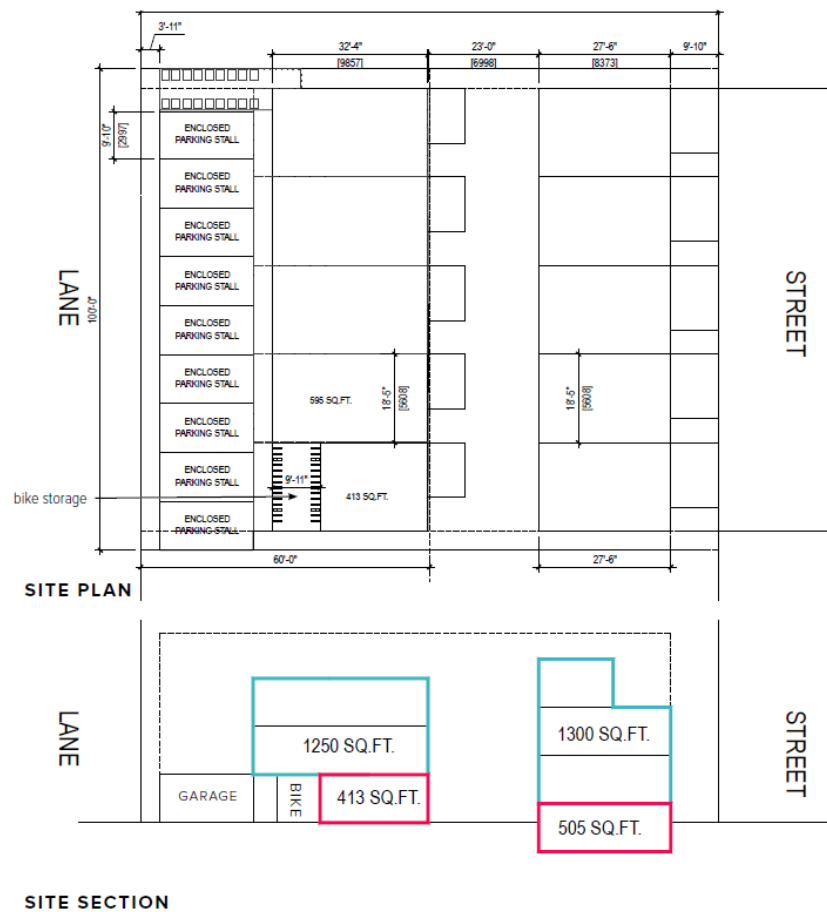 3'-11"
32'-4"
[9857]
23'-0"
[6998]
27'-6"
[8373]
9'-10"
9'-10"
[2997]
ENCLOSED
PARKING STALL
ENCLOSED
PARKING STALL
ENCLOSED
PARKING STALL
ENCLOSED
PARKING STALL
ENCLOSED
PARKING STALL
ENCLOSED
PARKING STALL
ENCLOSED
PARKING STALL
ENCLOSED
PARKING STALL
ENCLOSED
PARKING STALL
LANE
100'-0"
STREET
595 SQ.FT.
18'-5"
[5608]
18'-5"
[5608]
9'-11"
413 SQ.FT.
bike storage
60'-0"
27'-6"
SITE PLAN
LANE
1250 SQ.FT.
1300 SQ.FT.
STREET
GARAGE
BIKE
413 SQ.FT.
505 SQ.FT.
SITE SECTION